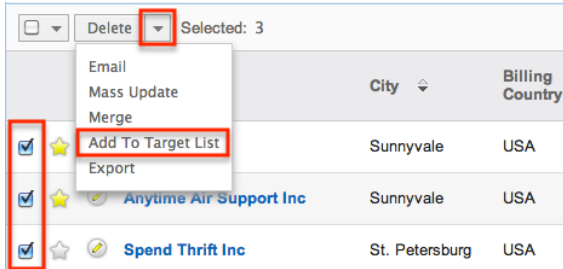 Delete Selected: 3
Email
Mass Update
Merge
Add To Target List
Export
City Billing Country
Sunnyvale USA
Anytime Air Support Inc Sunnyvale USA
Spend Thrift Inc St. Petersburg USA